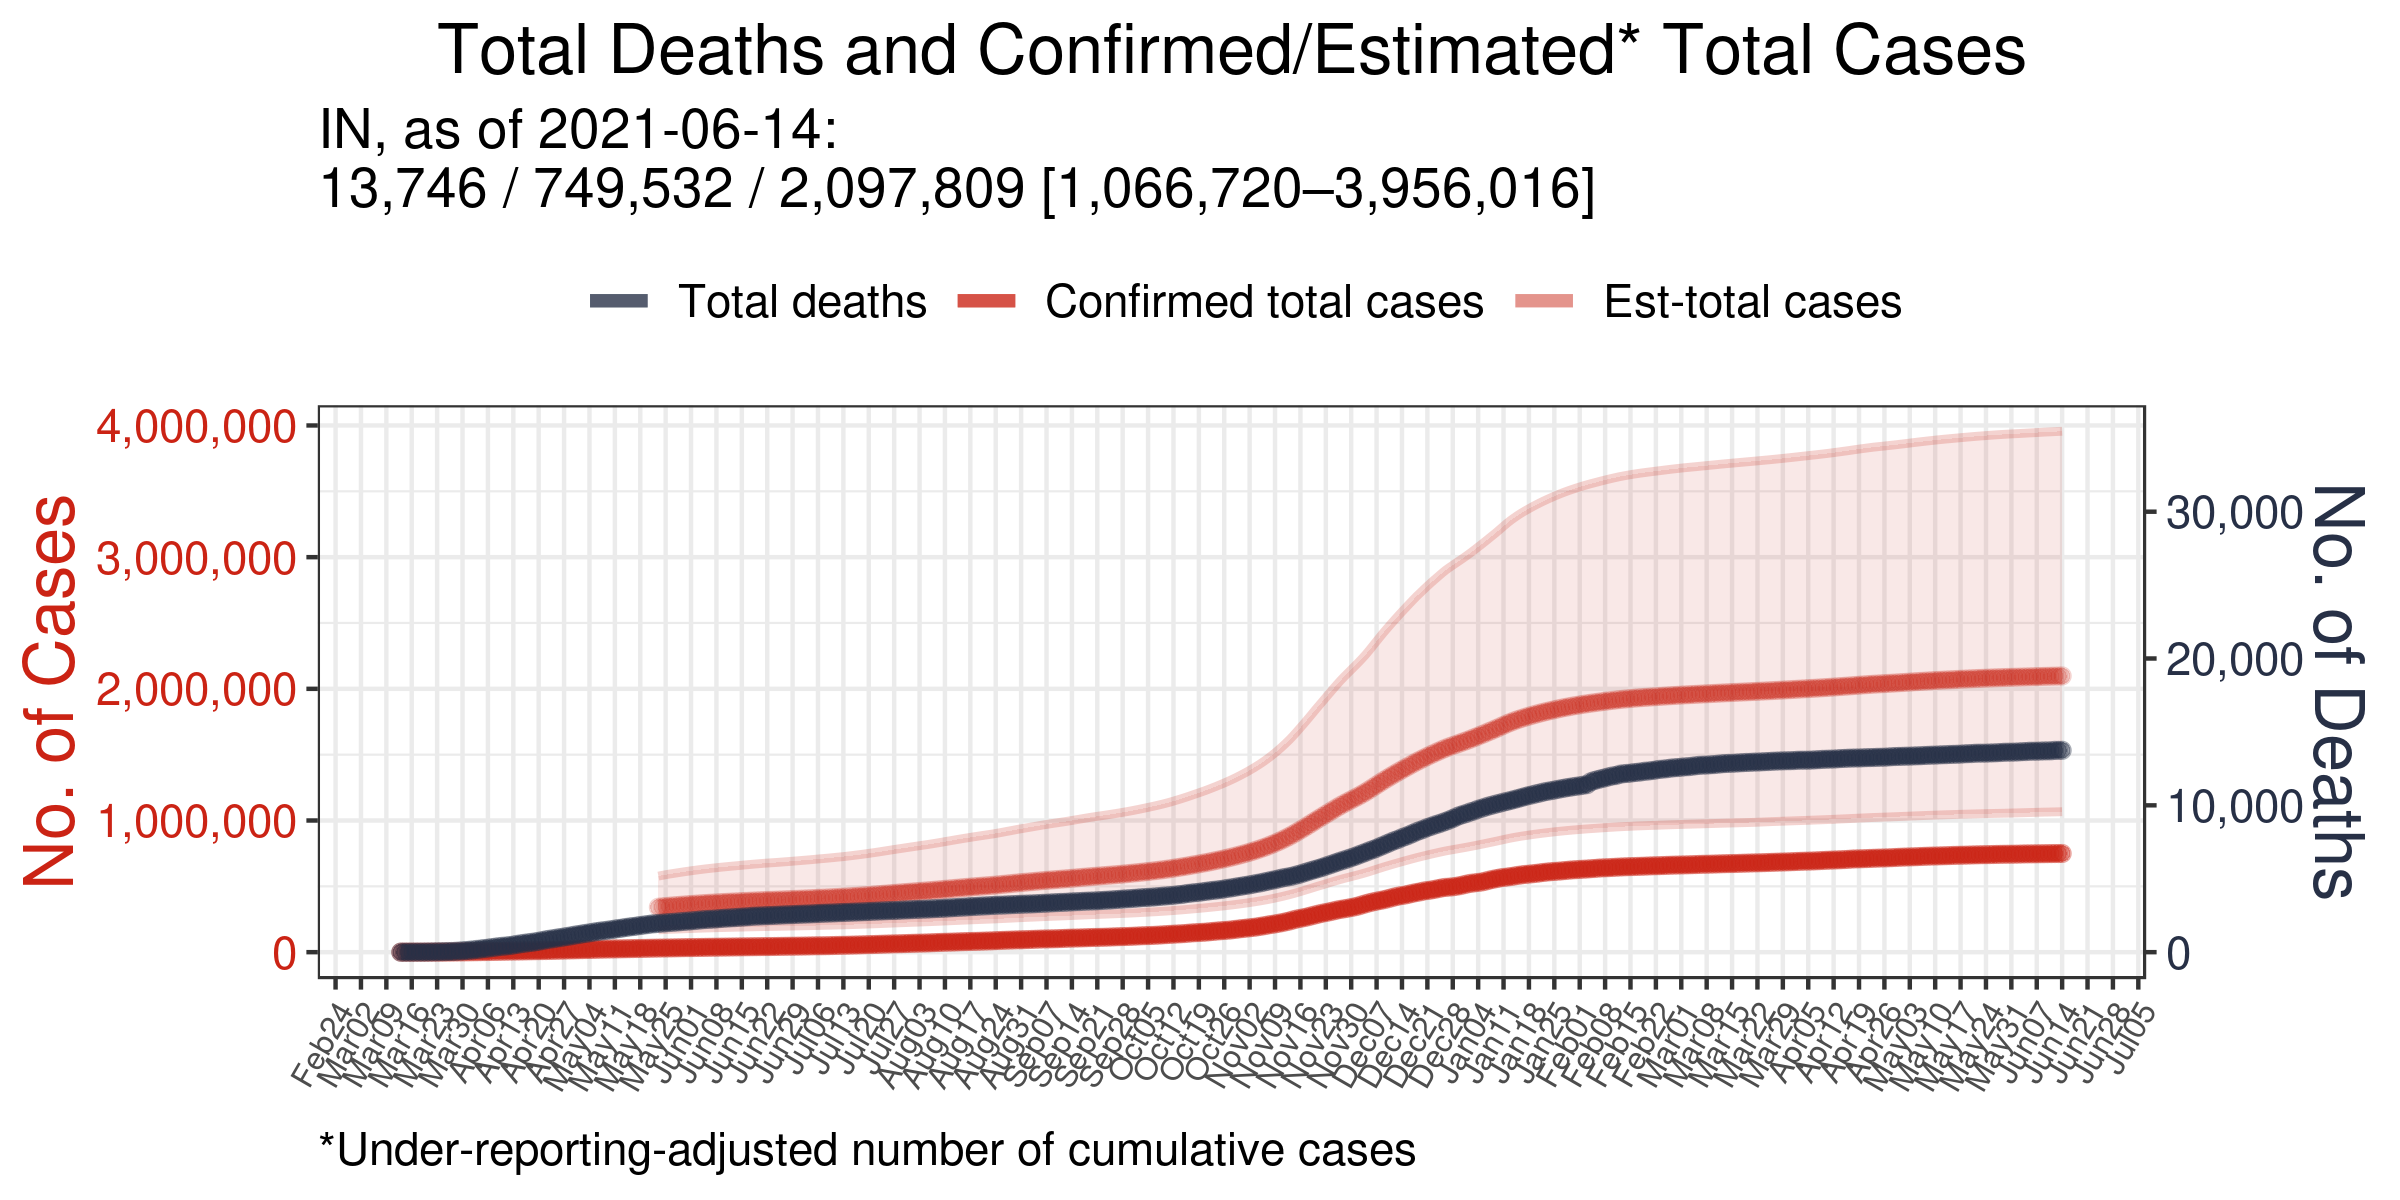 Total Deaths and Confirmed/Estimated* Total Cases
IN, as of 2021-06-14:
13,746 / 749,532 / 2,097,809 [1,066,720–3,956,016]
Total deaths
Confirmed total cases
Est-total cases
No. of Cases
4,000,000
3,000,000
2,000,000
1,000,000
0
30,000
20,000
10,000
0
No. of Deaths
Feb24
Mar02
Mar09
Mar16
Mar23
Mar30
Apr06
Apr13
Apr20
Apr27
May04
May11
May18
May25
Jun01
Jun08
Jun15
Jun22
Jun29
Jul06
Jul13
Jul20
Jul27
Aug03
Aug10
Aug17
Aug24
Aug31
Sep07
Sep14
Sep21
Sep28
Oct05
Oct12
Oct19
Oct26
Nov02
Nov09
Nov16
Nov23
Nov30
Dec07
Dec14
Dec21
Dec28
Jan04
Jan11
Jan18
Jan25
Feb01
Feb08
Feb15
Feb22
Mar01
Mar08
Mar15
Mar22
Mar29
Apr05
Apr12
Apr19
Apr26
May03
May10
May17
May24
May31
Jun07
Jun14
Jun21
Jun28
Jul05
*Under-reporting-adjusted number of cumulative cases